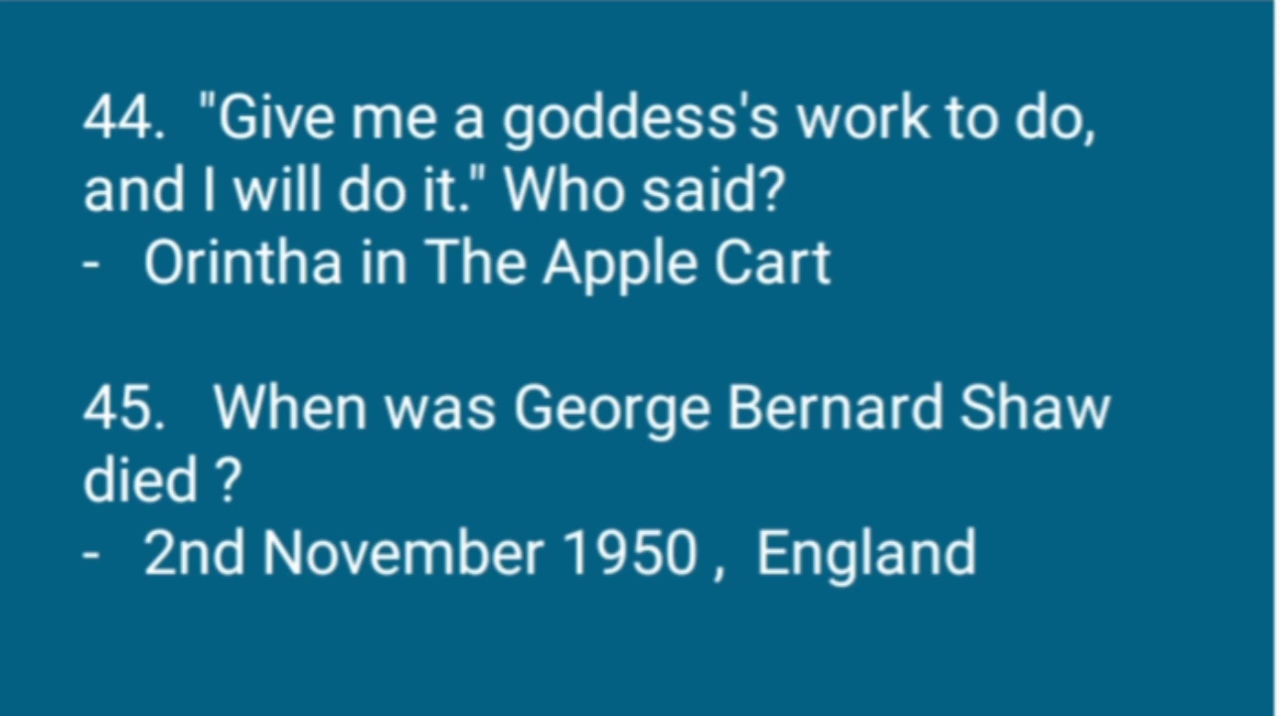 44.  "Give me a goddess's work to do,
and I will do it." Who said?
-   Orintha in The Apple Cart
45.   When was George Bernard Shaw
died ?
-   2nd November 1950 ,  England